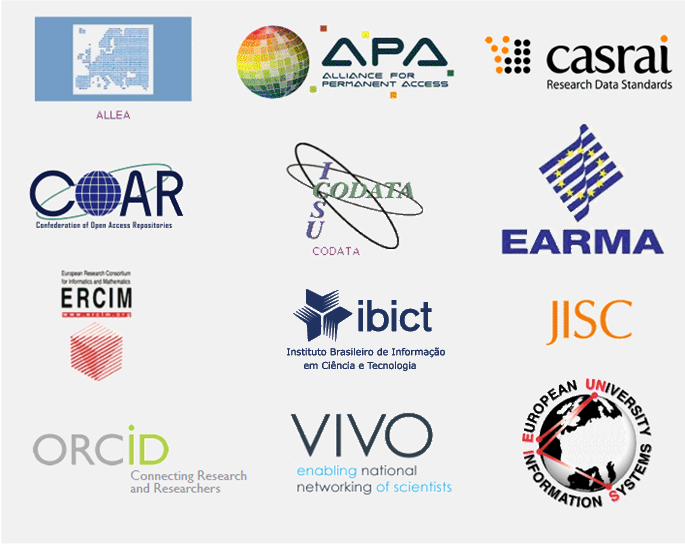 ALLEA
APA
ALLIANCE FOR
PERMANENT ACCESS
casrai
Research Data Standards
COAR
Confederation of Open Access Repositories
ICSU
CODATA
CODATA
EARMA
European Research Consortium
for Informatics and Mathematics
ERCIM
www.ercim.org
ibict
Instituto Brasileiro de Informação
em Ciência e Tecnologia
JISC
ORCID
Connecting Research
and Researchers
VIVO
enabling national
networking of scientists
EUROPEAN UNIVERSITY
INFORMATION SYSTEMS